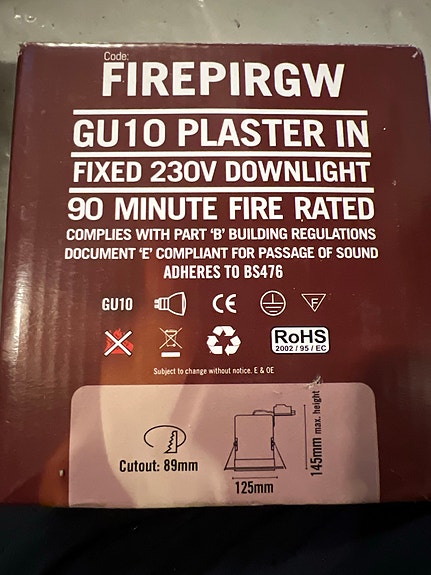 Code:
FIREPIRGW
GU10 PLASTER IN
FIXED 230V DOWNLIGHT
90 MINUTE FIRE RATED
COMPLIES WITH PART 'B' BUILDING REGULATIONS
DOCUMENT 'E' COMPLIANT FOR PASSAGE OF SOUND
ADHERES TO BS476
GU10 CE F
RoHS
2002 / 95 / EC
Subject to change without notice. E & OE
Cutout: 89mm
125mm
145mm max. height